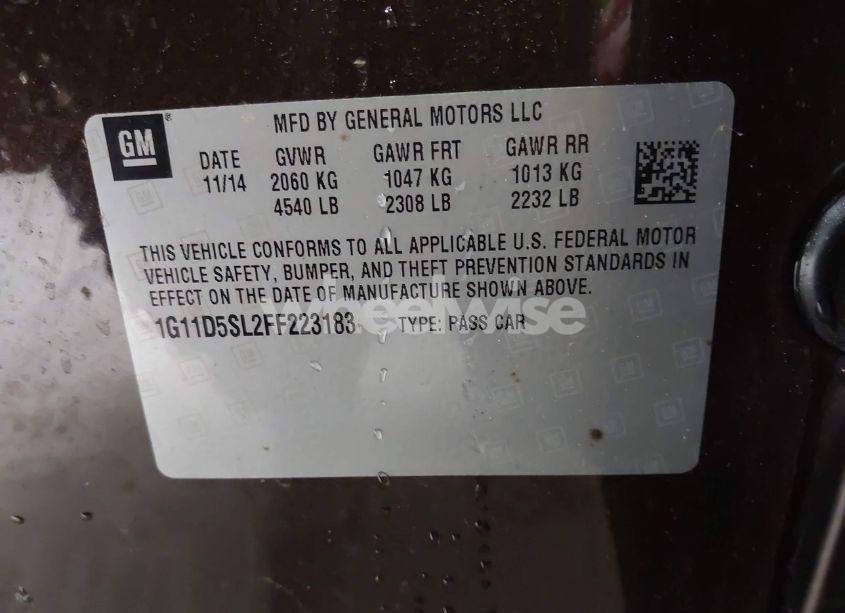 GM ®
MFD BY GENERAL MOTORS LLC
DATE GVWR GAWR FRT GAWR RR
11/14 2060 KG 1047 KG 1013 KG
4540 LB 2308 LB 2232 LB
THIS VEHICLE CONFORMS TO ALL APPLICABLE U.S. FEDERAL MOTOR
VEHICLE SAFETY, BUMPER, AND THEFT PREVENTION STANDARDS IN
EFFECT ON THE DATE OF MANUFACTURE SHOWN ABOVE.
1G11D5SL2FF223183 TYPE: PASS CAR
wheelwise